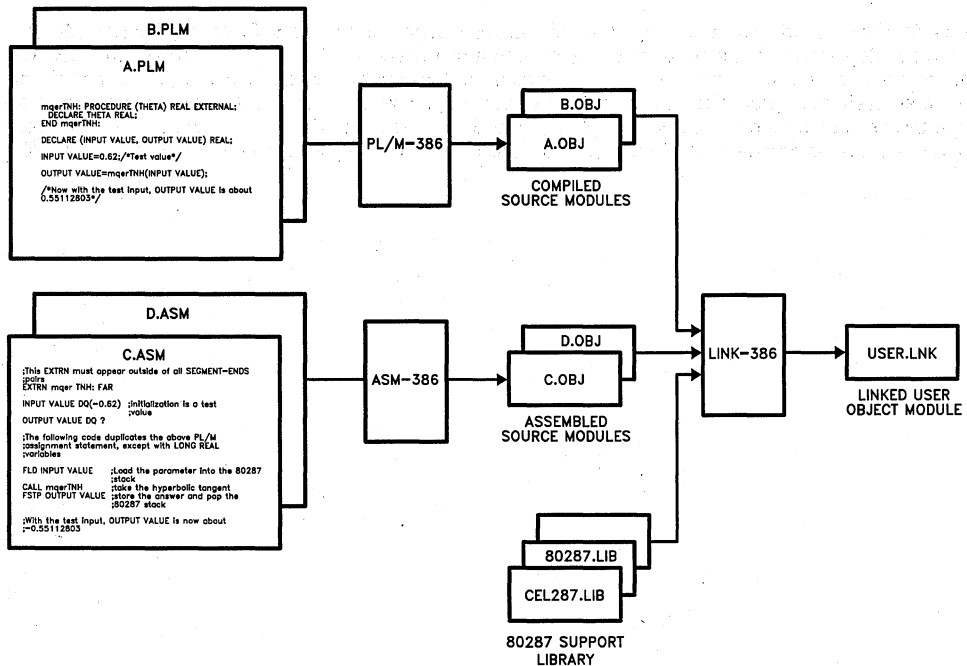 B.PLM
A.PLM
mqerTNH: PROCEDURE (THETA) REAL EXTERNAL;
DECLARE THETA REAL;
END mqerTNH:
DECLARE (INPUT VALUE, OUTPUT VALUE) REAL;
INPUT VALUE=0.62;/*Test value*/
OUTPUT VALUE=mqerTNH(INPUT VALUE);
/*Now with the test input, OUTPUT VALUE is about
0.55112803*/
PL/M-386
B.OBJ
A.OBJ
COMPILED
SOURCE MODULES
D.ASM
C.ASM
;This EXTRN must appear outside of all SEGMENT-ENDS
;pairs
EXTRN mqer TNH: FAR
INPUT VALUE DQ(-0.62) ;initialization is a test
;value
OUTPUT VALUE DQ ?
;The following code duplicates the above PL/M
;assignment statement, except with LONG REAL
;variables
FLD INPUT VALUE ;Load the parameter into the 80287
;stack
CALL mqerTNH ;take the hyperbolic tangent
FSTP OUTPUT VALUE ;store the answer and pop the
;80287 stack
;With the test input, OUTPUT VALUE is now about
;-0.55112803
ASM-386
D.OBJ
C.OBJ
ASSEMBLED
SOURCE MODULES
LINK-386
USER.LNK
LINKED USER
OBJECT MODULE
80287.LIB
CEL287.LIB
80287 SUPPORT
LIBRARY